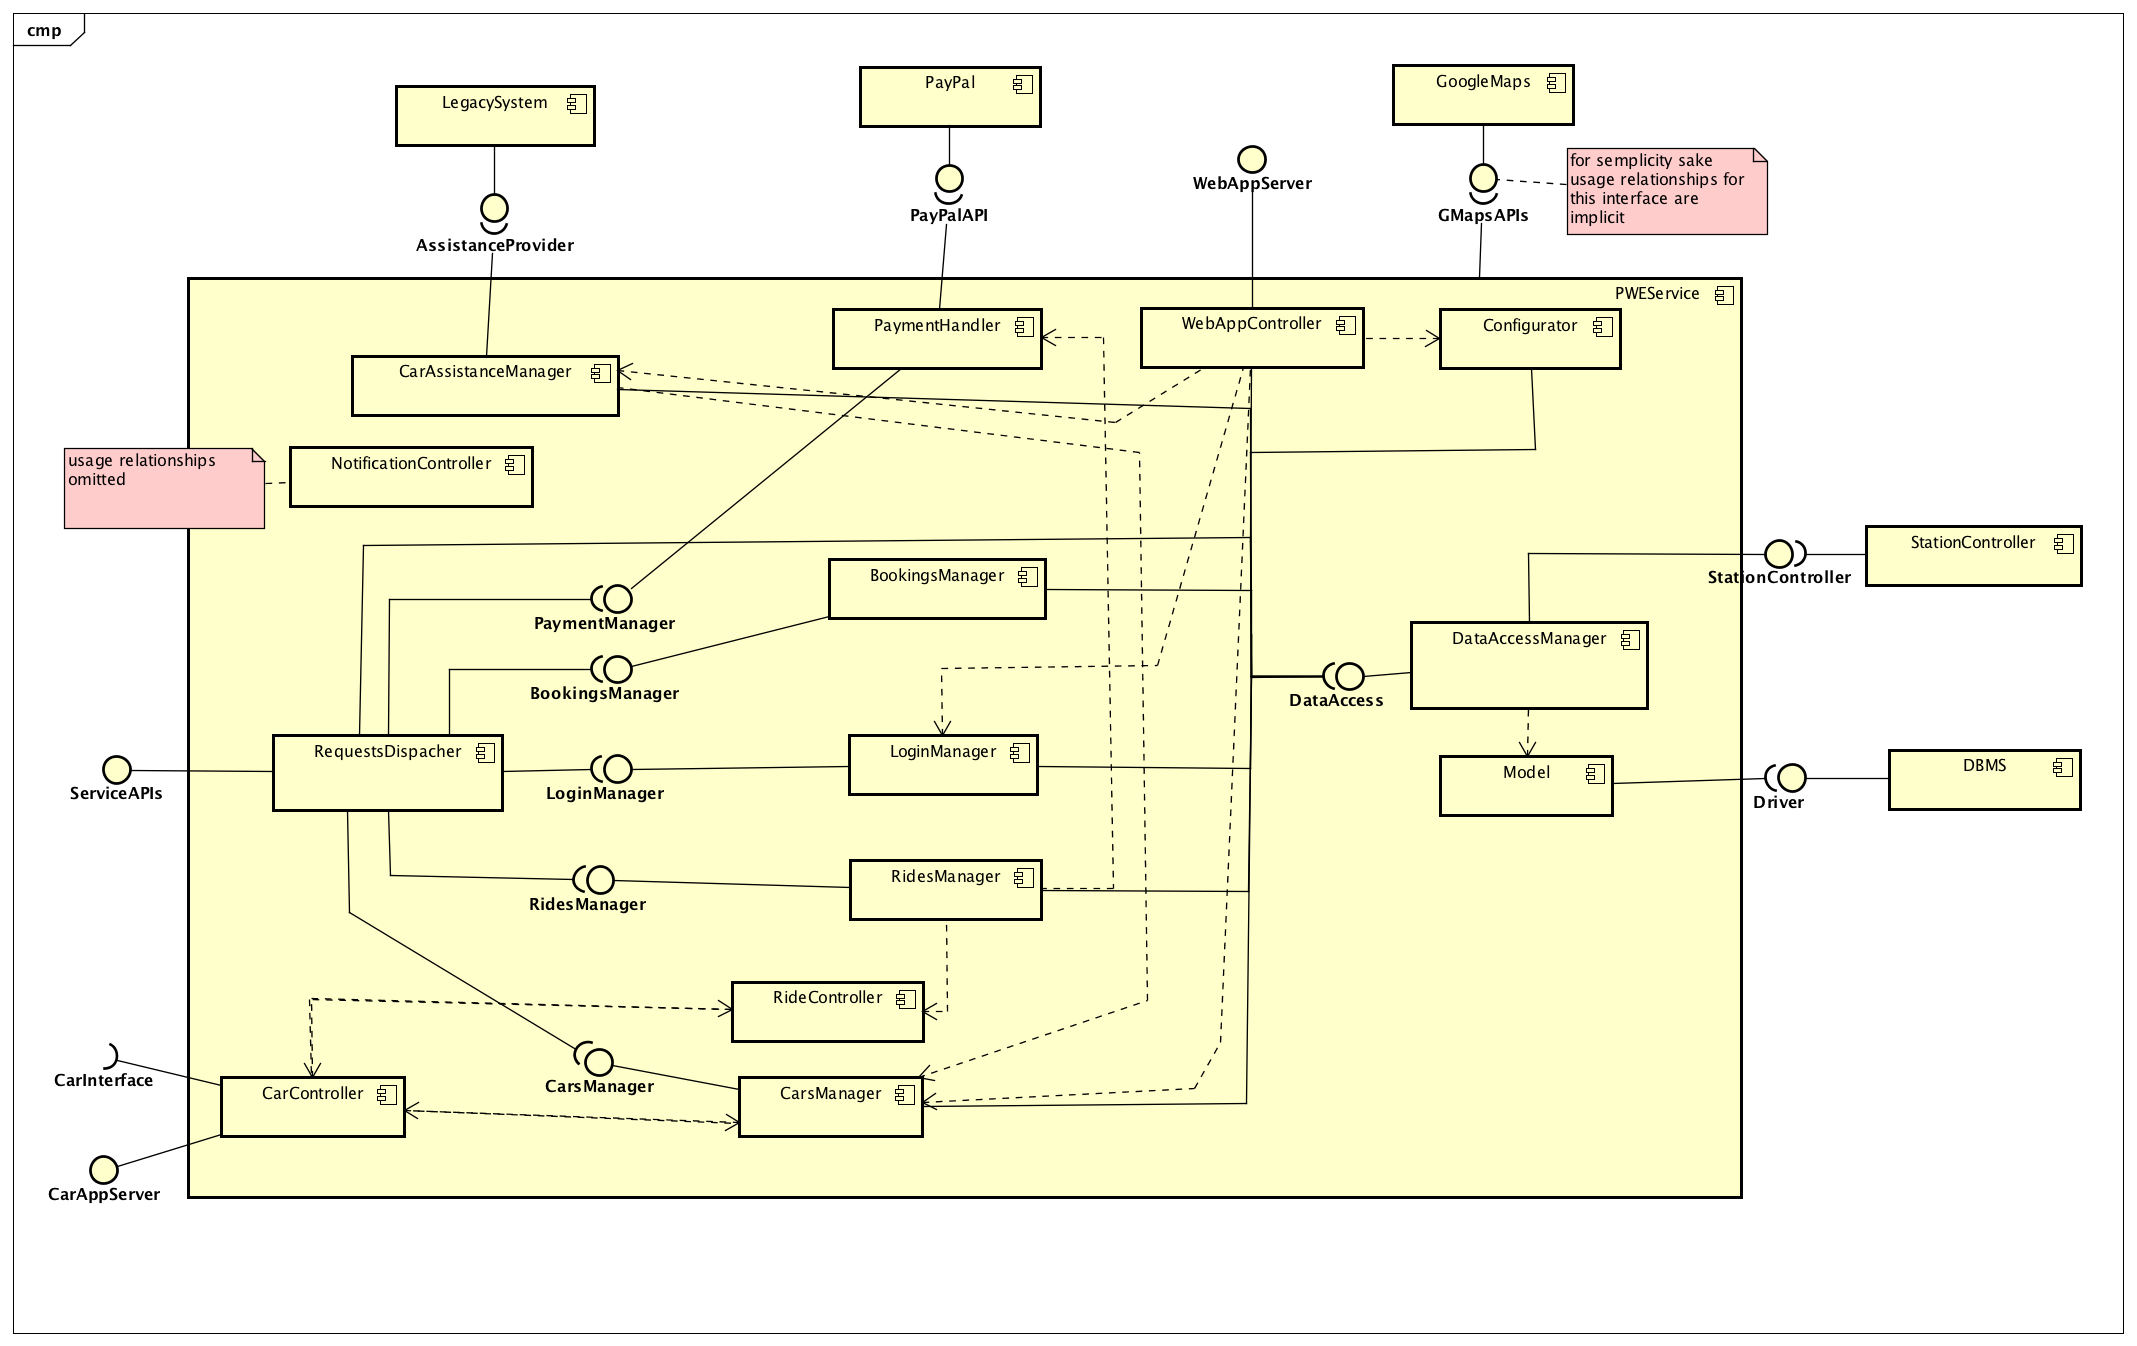 cmp
PayPal
GoogleMaps
LegacySystem
WebAppServer
for semplicity sake
usage relationships for
this interface are
implicit
PayPalAPI
GMapsAPIs
AssistanceProvider
PWEService
PaymentHandler
WebAppController
Configurator
CarAssistanceManager
usage relationships
omitted
NotificationController
StationController
StationController
BookingsManager
PaymentManager
DataAccessManager
BookingsManager
DataAccess
RequestsDispacher
LoginManager
Model
DBMS
ServiceAPIs
LoginManager
Driver
RidesManager
RidesManager
RideController
CarInterface
CarsManager
CarController
CarsManager
CarAppServer